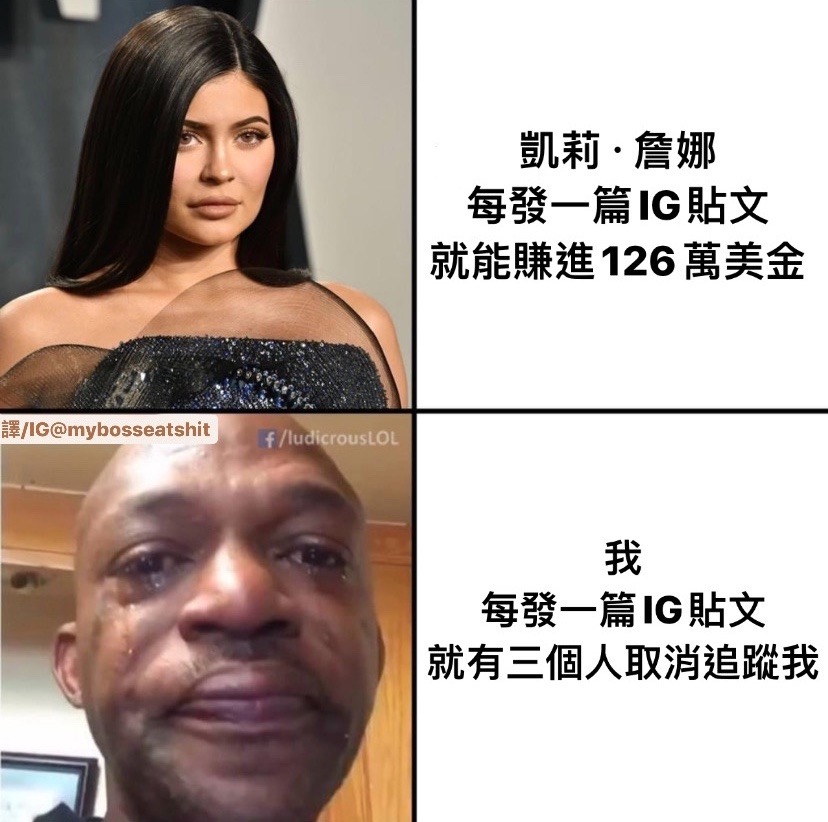 凱莉·詹娜
每發一篇IG貼文
就能賺進126萬美金
譯/IG@mybosseatshit
f/ludicrousLOL
我
每發一篇IG貼文
就有三個人取消追蹤我